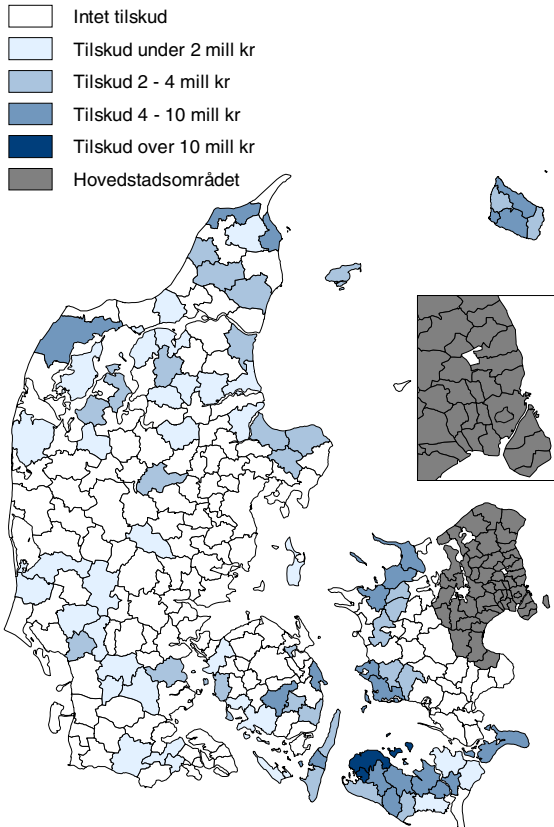 Intet tilskud
Tilskud under 2 mill kr
Tilskud 2 - 4 mill kr
Tilskud 4 - 10 mill kr
Tilskud over 10 mill kr
Hovedstadsområdet